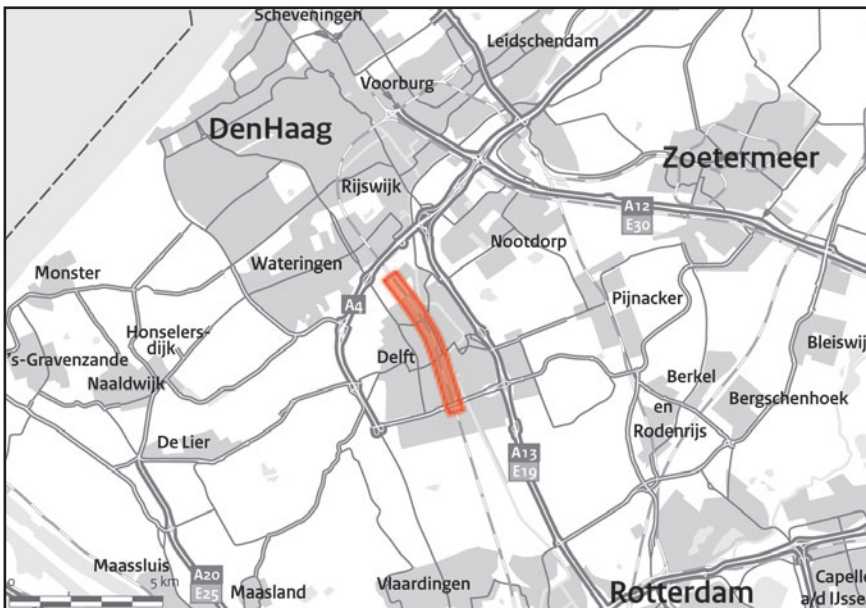 Scheveningen
Leidschendam
Voorburg
DenHaag
Zoetermeer
Rijswijk
A12
E30
Nootdorp
Wateringen
Monster
A4
Pijnacker
Honselers-
dijk
's-Gravenzande
Naaldwijk
Delft
Bleiswij
Berkel
en
Rodenrijs
Bergschenhoek
De Lier
A13
E19
Maassluis
0
5 km
A20
E25
Maasland
Vlaardingen
Rotterdam
Capelle
a/d IJsse